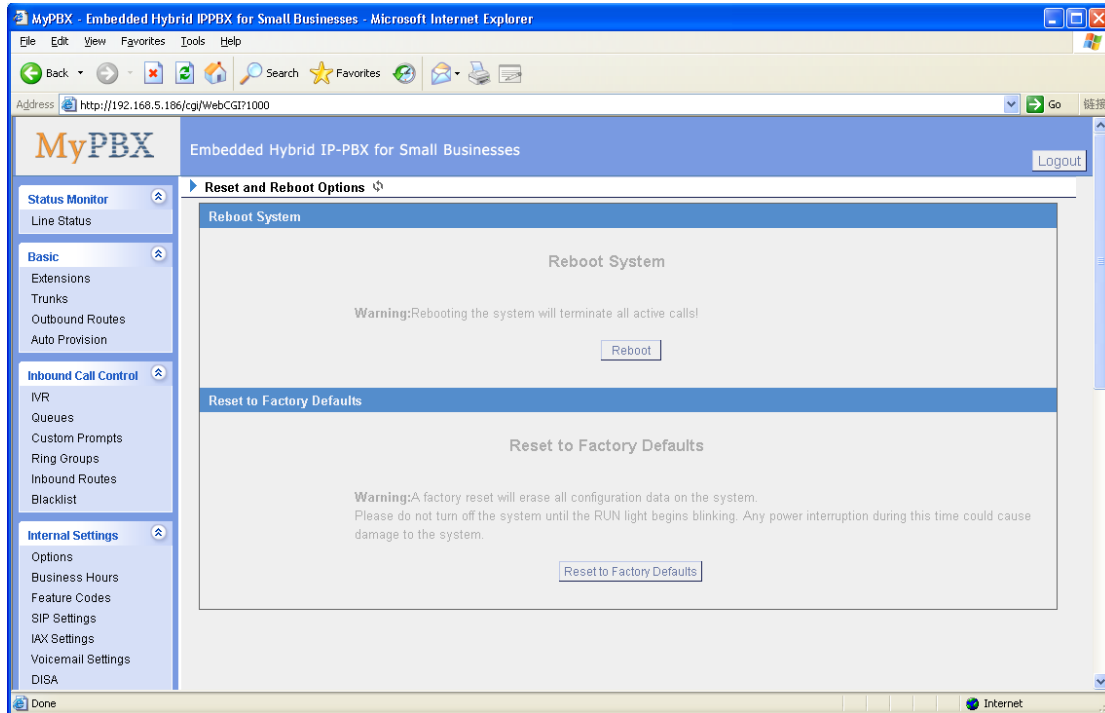 MyPBX - Embedded Hybrid IPPBX for Small Businesses - Microsoft Internet Explorer
File Edit View Favorites Tools Help
Back Search Favorites
Address http://192.168.5.186/cgi/WebCGI?1000 Go 链接
MyPBX
Embedded Hybrid IP-PBX for Small Businesses
Logout
Status Monitor
Line Status
Basic
Extensions
Trunks
Outbound Routes
Auto Provision
Inbound Call Control
IVR
Queues
Custom Prompts
Ring Groups
Inbound Routes
Blacklist
Internal Settings
Options
Business Hours
Feature Codes
SIP Settings
IAX Settings
Voicemail Settings
DISA
Reset and Reboot Options
Reboot System
Reboot System
Warning:Rebooting the system will terminate all active calls!
Reboot
Reset to Factory Defaults
Reset to Factory Defaults
Warning:A factory reset will erase all configuration data on the system.
Please do not turn off the system until the RUN light begins blinking. Any power interruption during this time could cause
damage to the system.
Reset to Factory Defaults
Done Internet